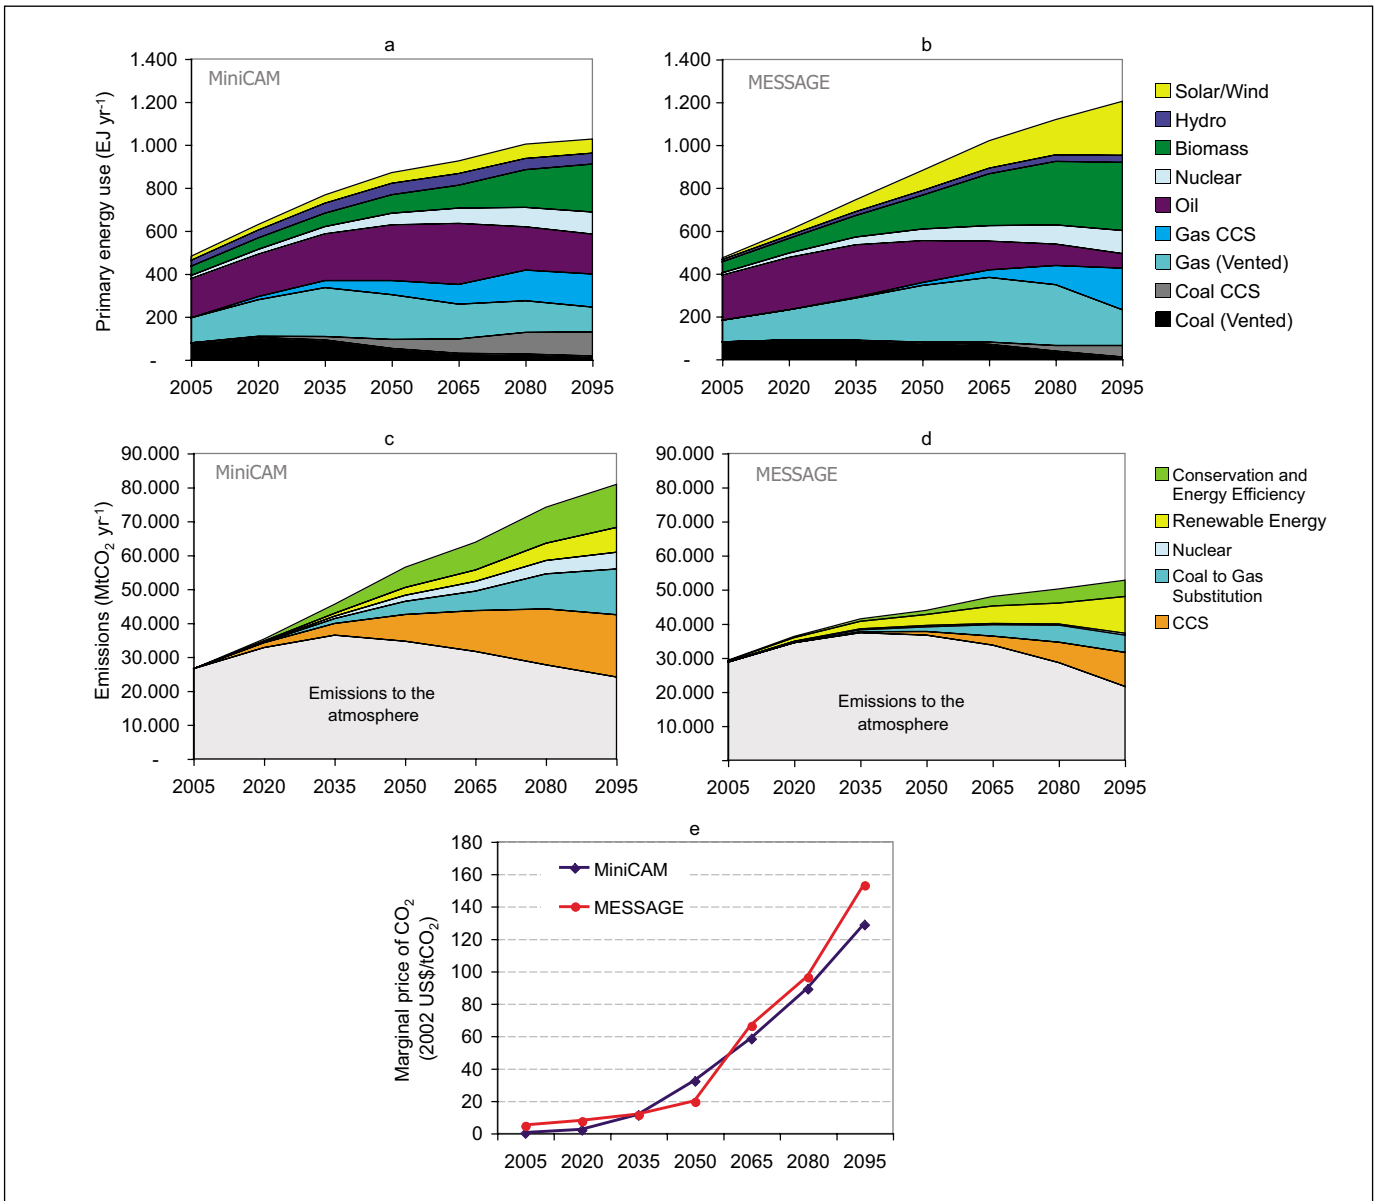 a
MiniCAM
Primary energy use (EJ yr-1)
1.400
1.200
1.000
800
600
400
200
-
2005 2020 2035 2050 2065 2080 2095
b
MESSAGE
1.400
1.200
1.000
800
600
400
200
-
2005 2020 2035 2050 2065 2080 2095
Solar/Wind
Hydro
Biomass
Nuclear
Oil
Gas CCS
Gas (Vented)
Coal CCS
Coal (Vented)
c
MiniCAM
Emissions (MtCO2 yr-1)
90.000
80.000
70.000
60.000
50.000
40.000
30.000
20.000
10.000
-
Emissions to the
atmosphere
2005 2020 2035 2050 2065 2080 2095
d
MESSAGE
90.000
80.000
70.000
60.000
50.000
40.000
30.000
20.000
10.000
-
Emissions to the
atmosphere
2005 2020 2035 2050 2065 2080 2095
Conservation and
Energy Efficiency
Renewable Energy
Nuclear
Coal to Gas
Substitution
CCS
e
Marginal price of CO2
(2002 US$/tCO2)
180
160
140
120
100
80
60
40
20
0
MiniCAM
MESSAGE
2005 2020 2035 2050 2065 2080 2095